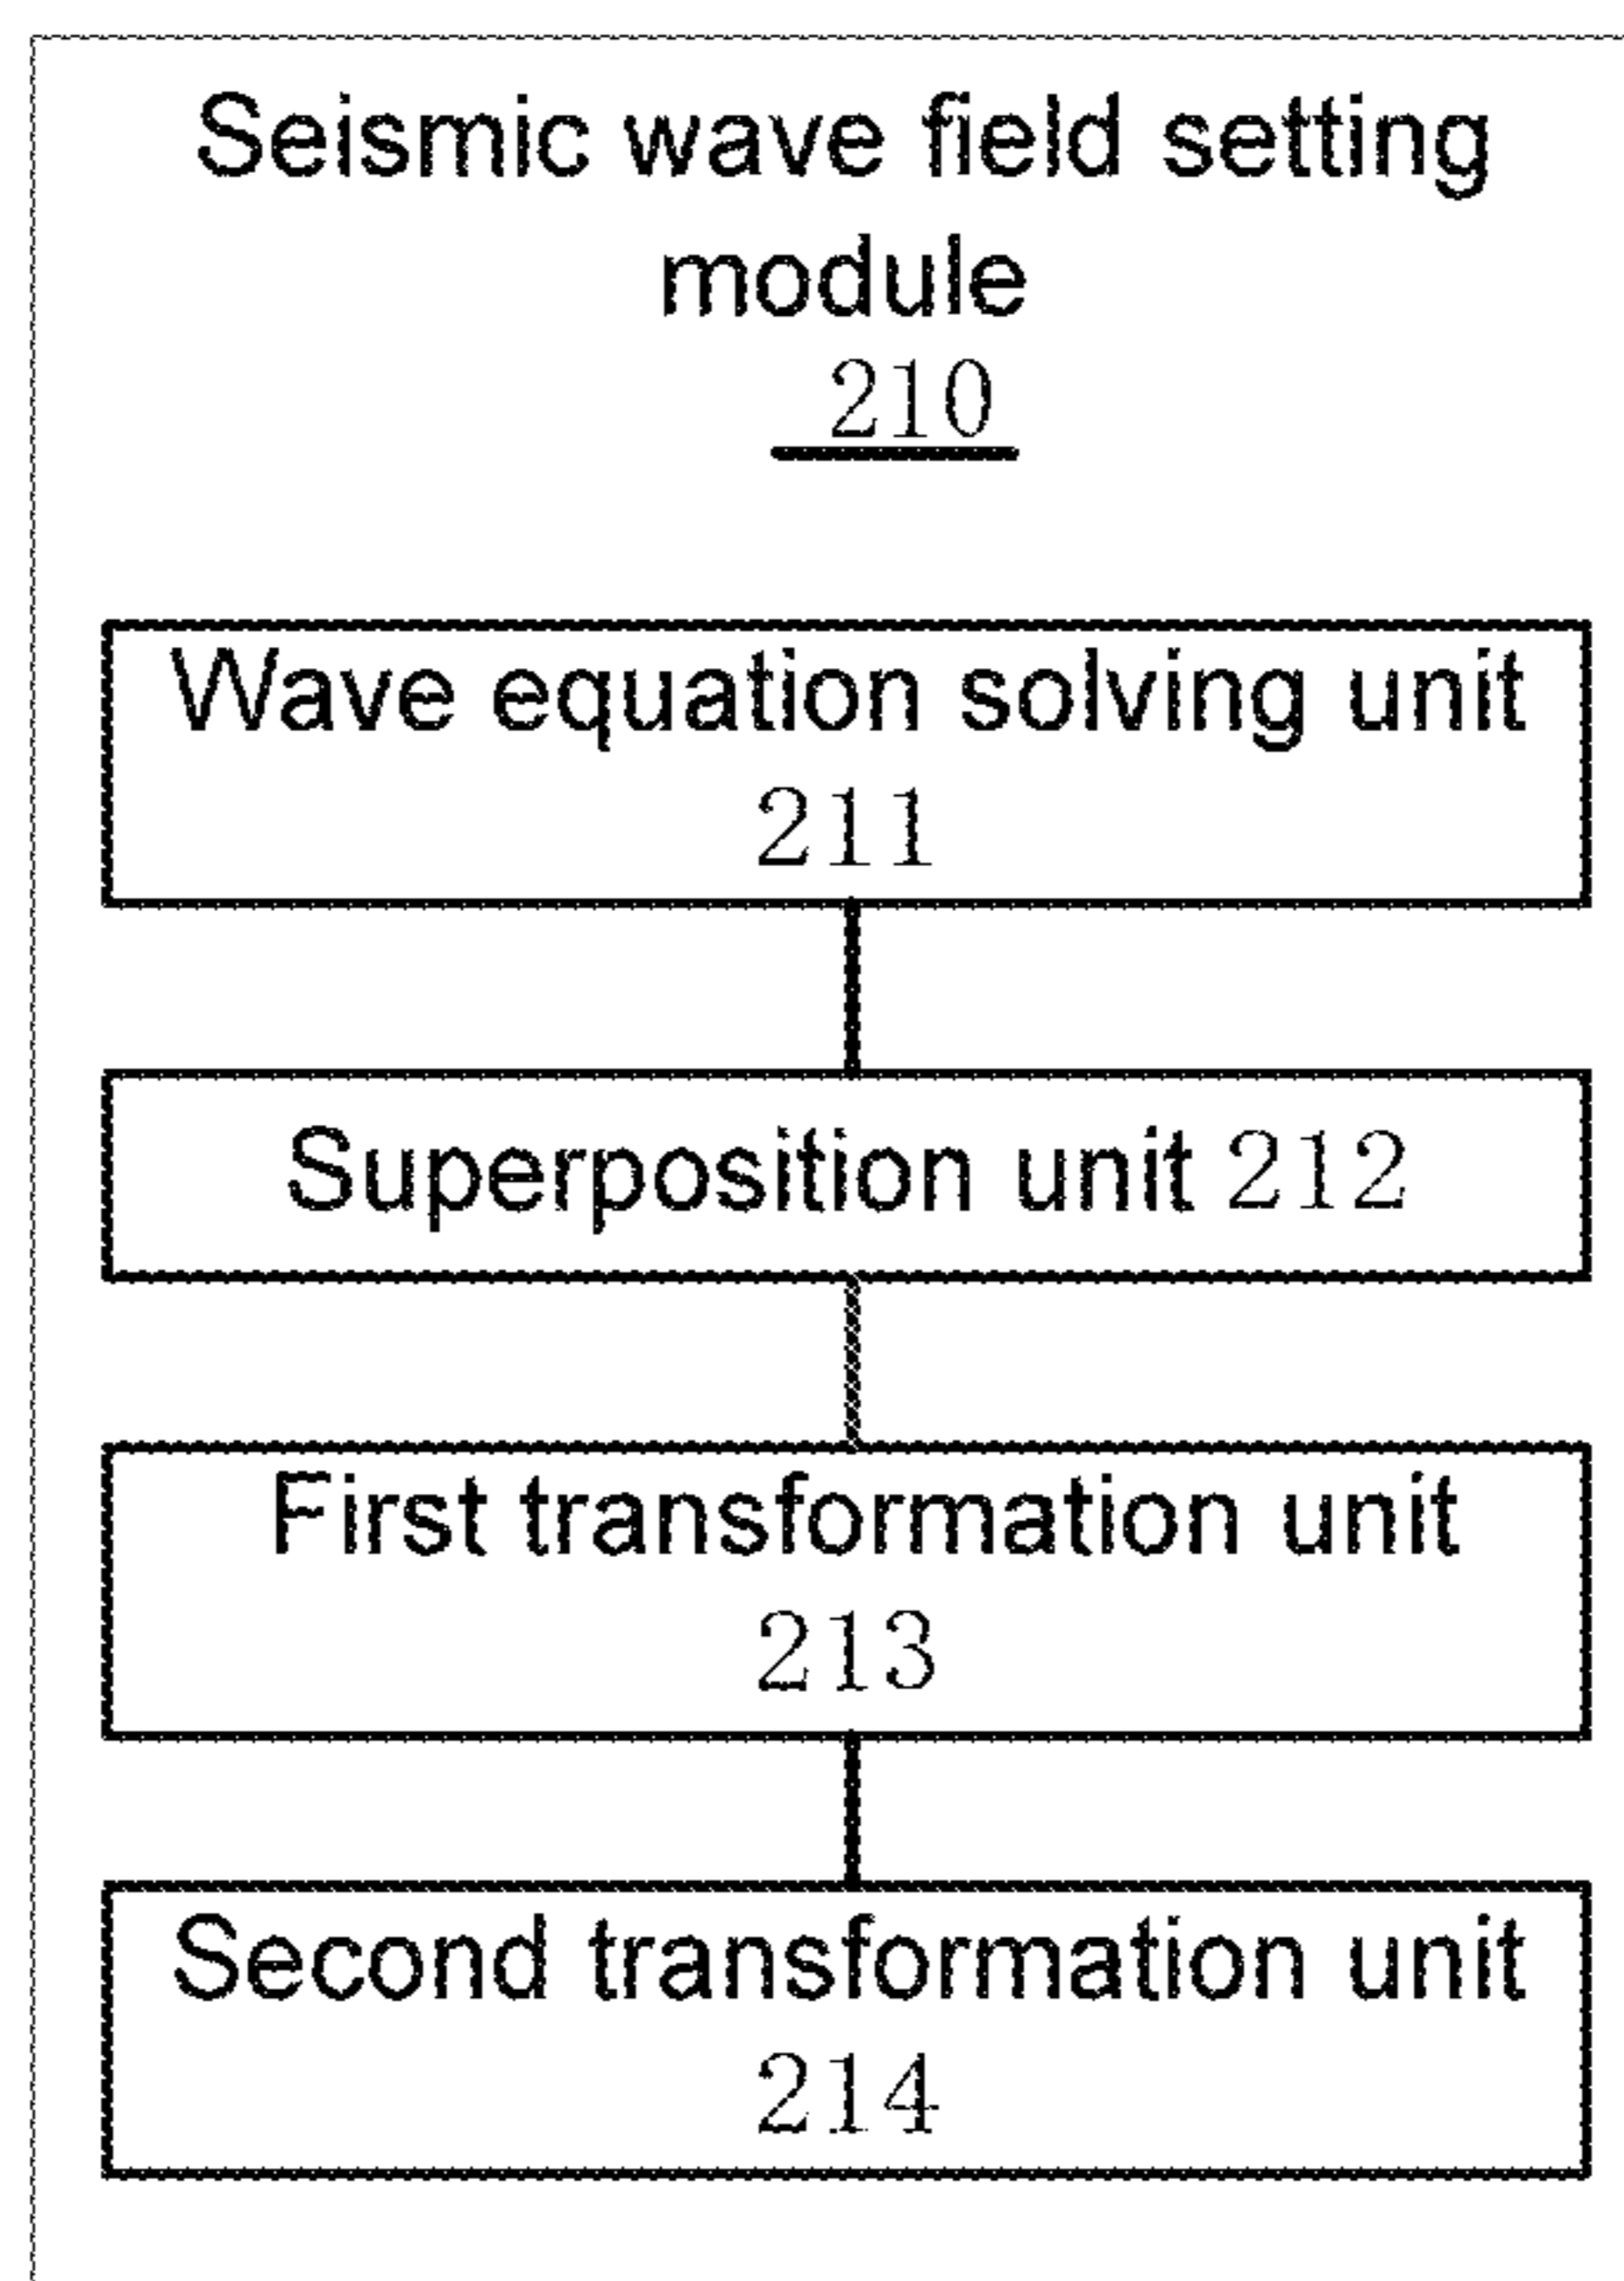 Seismic wave field setting
module
210
Wave equation solving unit
211
Superposition unit 212
First transformation unit
213
Second transformation unit
214